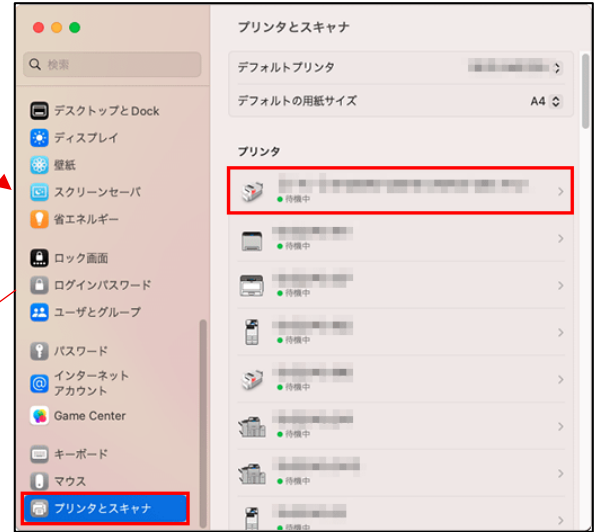 プリンタとスキャナ
検索
デフォルトプリンタ
デスクトップとDock
デフォルトの用紙サイズ
A4
ディスプレイ
壁紙
プリンタ
スクリーンセーバ
待機中
省エネルギー
待機中
ロック画面
ログインパスワード
待機中
ユーザとグループ
待機中
パスワード
インターネット
アカウント
待機中
Game Center
待機中
キーボード
マウス
待機中
プリンタとスキャナ
待機中